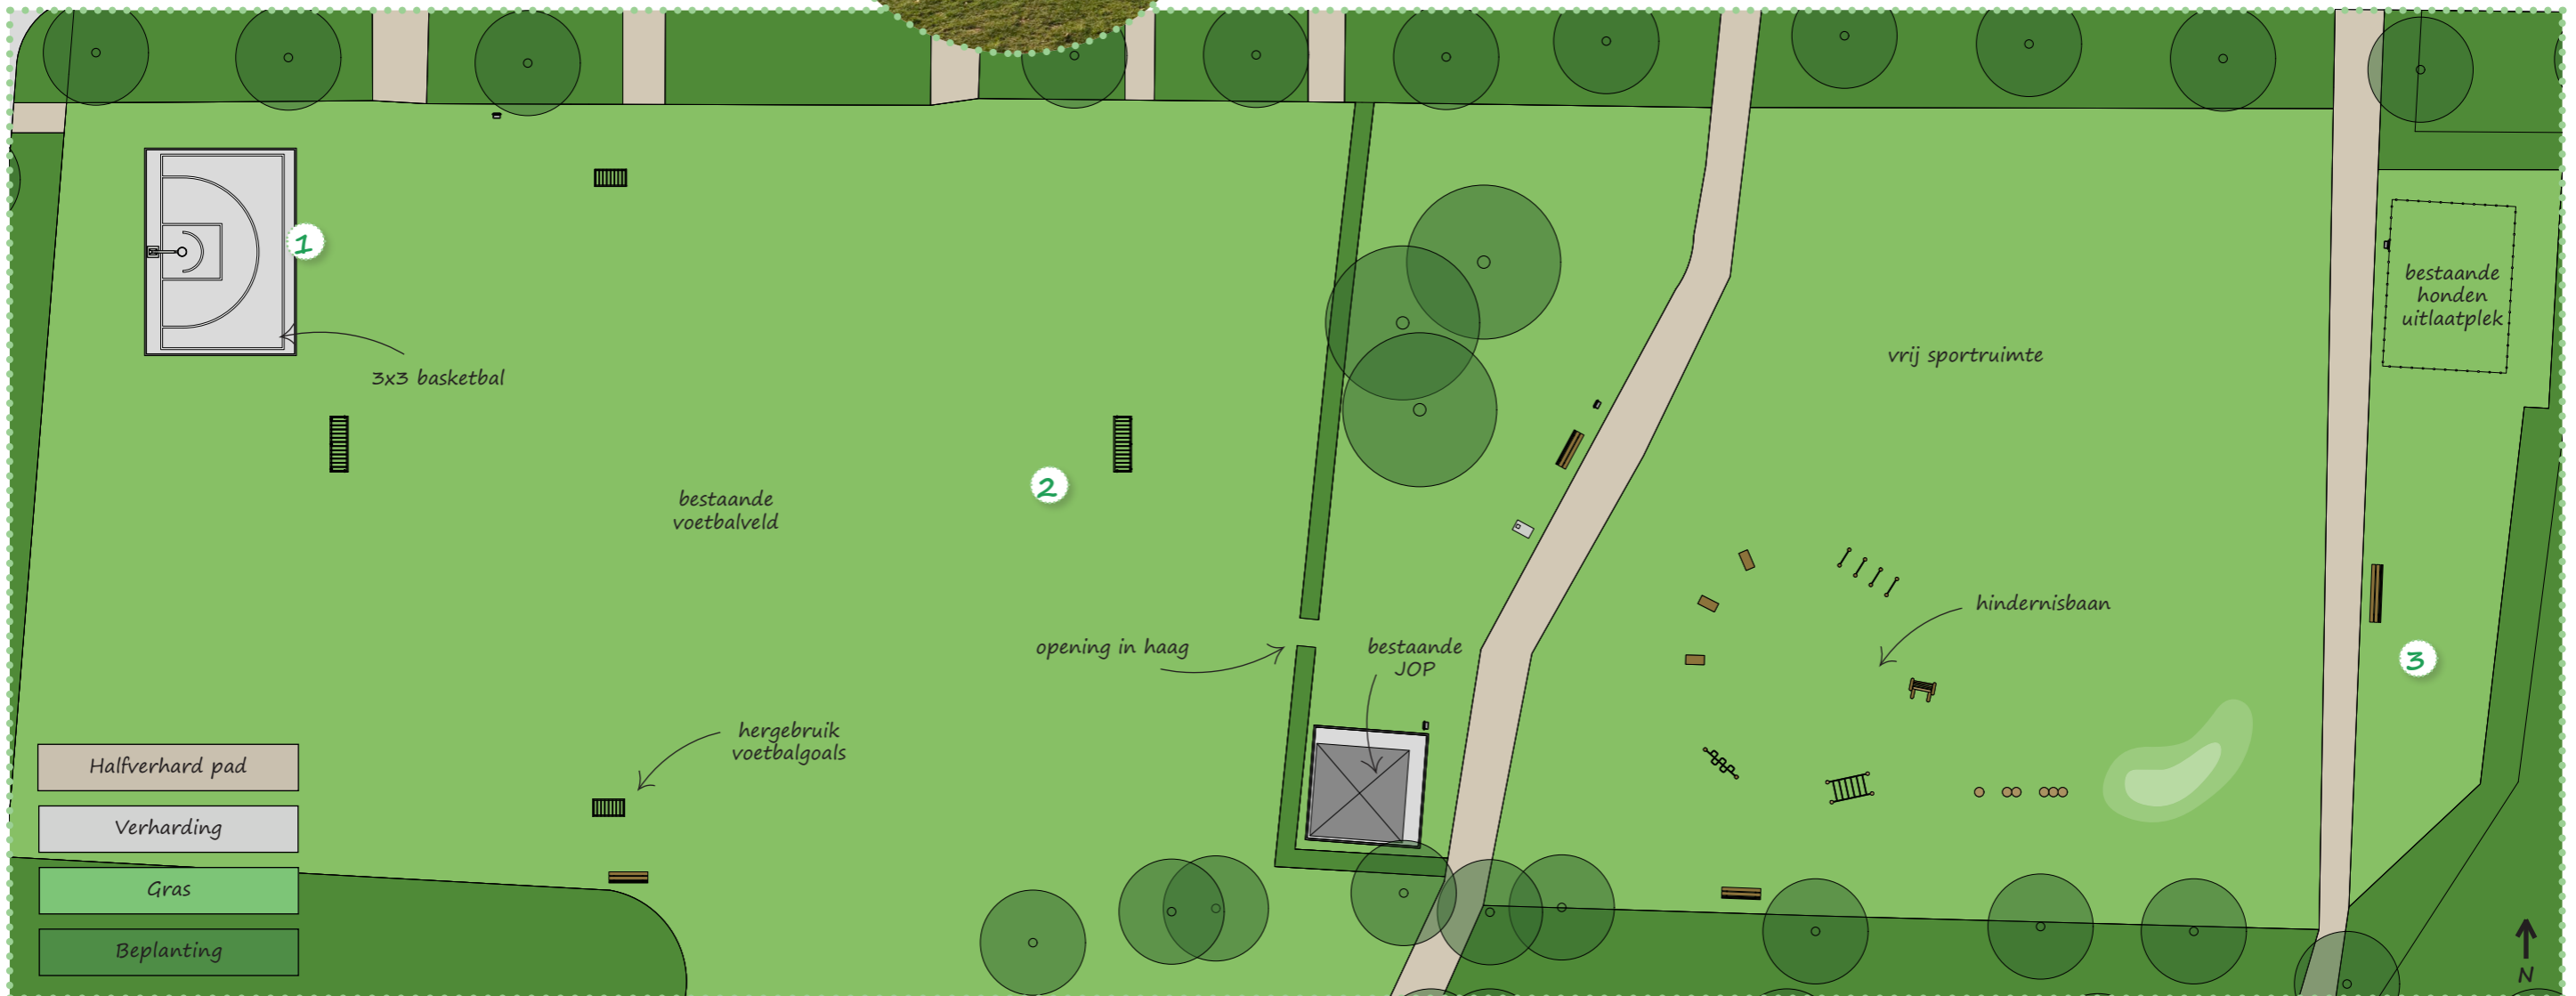 1
3x3 basketbal
bestaande
voetbalveld
2
vrij sportruimte
bestaande
honden
uitlaatplek
opening in haag
bestaande
JOP
hindernisbaan
3
hergebruik
voetbalgoals
Halfverhard pad
Verharding
Gras
Beplanting
N